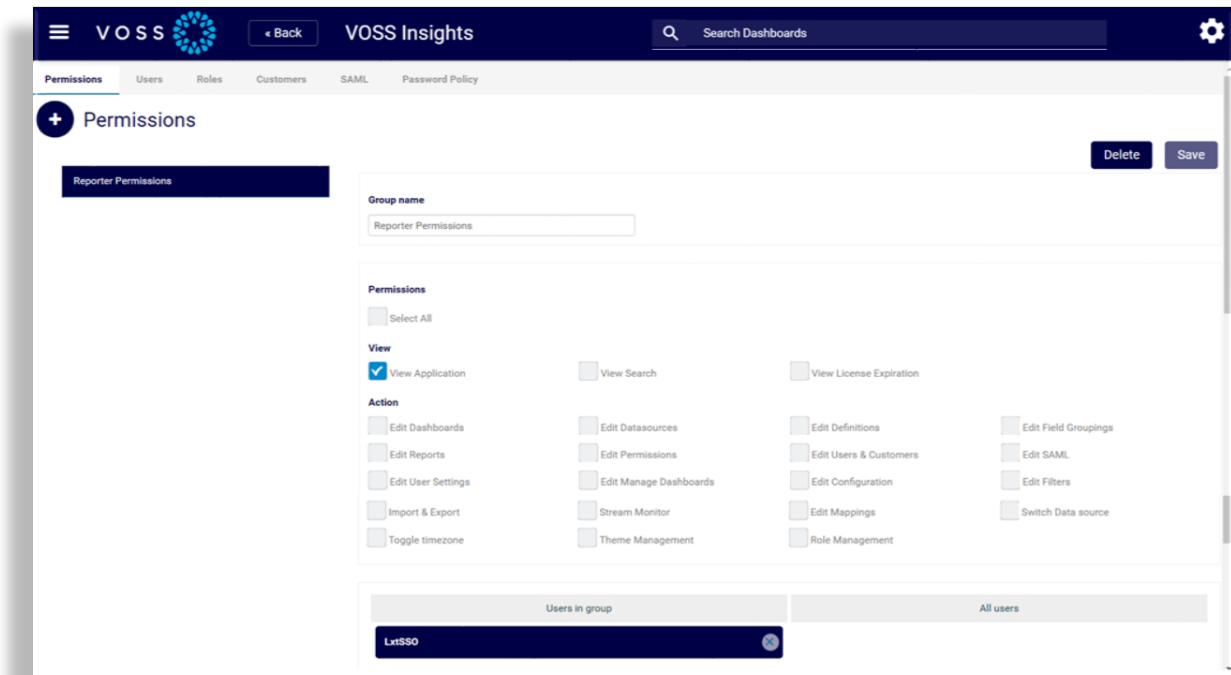 VOSS « Back VOSS Insights Search Dashboards
Permissions Users Roles Customers SAML Password Policy
+ Permissions
Delete Save
Reporter Permissions
Group name
Reporter Permissions
Permissions
Select All
View
View Application View Search View License Expiration
Action
Edit Dashboards Edit Datasources Edit Definitions Edit Field Groupings
Edit Reports Edit Permissions Edit Users & Customers Edit SAML
Edit User Settings Edit Manage Dashboards Edit Configuration Edit Filters
Import & Export Stream Monitor Edit Mappings Switch Data source
Toggle timezone Theme Management Role Management
Users in group All users
LxtSSO